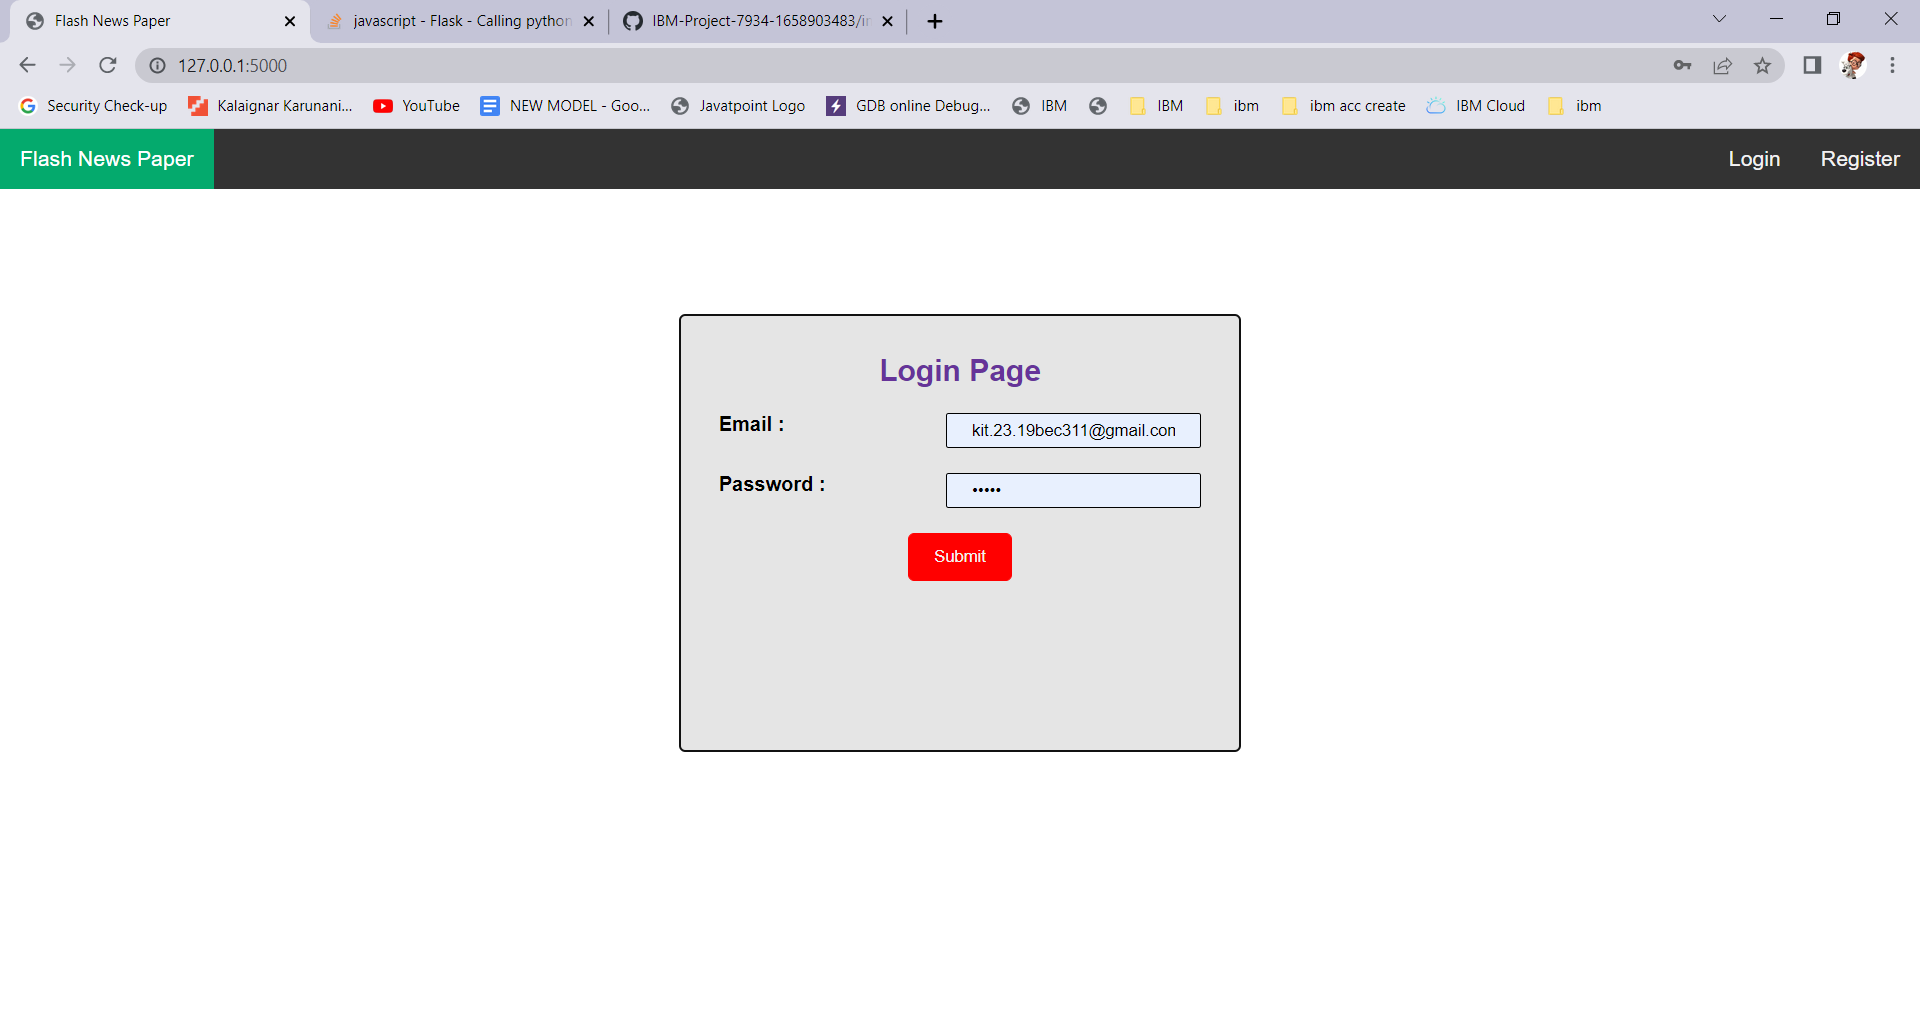 Flash News Paper
javascript - Flask - Calling python
IBM-Project-7934-1658903483/in
127.0.0.1:5000
Security Check-up Kalaignar Karunani... YouTube NEW MODEL - Goo... Javatpoint Logo GDB online Debug... IBM IBM ibm ibm acc create IBM Cloud ibm
Flash News Paper Login Register
Login Page
Email : kit.23.19bec311@gmail.con
Password : •••••
Submit